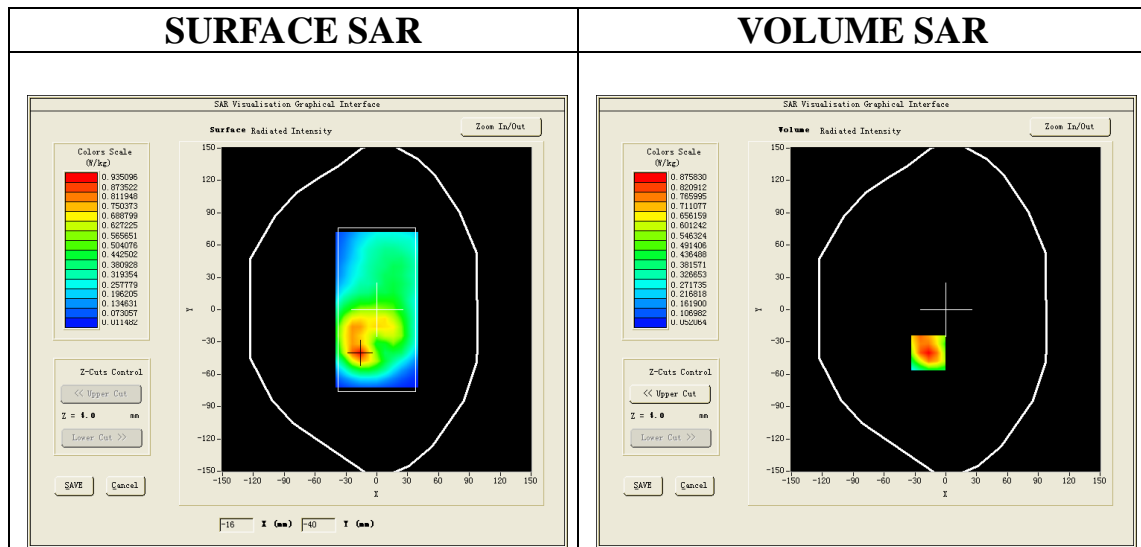 SURFACE SAR
VOLUME SAR
SAR Visualisation Graphical Interface
Surface Radiated Intensity
Zoom In/Out
Colors Scale
(W/kg)
0.935096
0.873522
0.811948
0.750373
0.688799
0.627225
0.565651
0.504076
0.442502
0.380928
0.319354
0.257779
0.196205
0.134631
0.073057
0.011482
150
120
90
60
30
0
-30
-60
-90
-120
-150
Y
-150 -120 -90 -60 -30 0 30 60 90 120 150
X
Z-Cuts Control
<< Upper Cut
Z = 4.0 mm
Lower Cut >>
SAVE
Cancel
-16 X (mm) -40 Y (mm)
SAR Visualisation Graphical Interface
Volume Radiated Intensity
Zoom In/Out
Colors Scale
(W/kg)
0.875830
0.820912
0.765995
0.711077
0.656159
0.601242
0.546324
0.491406
0.436488
0.381571
0.326653
0.271735
0.216818
0.161900
0.106982
0.052064
150
120
90
60
30
0
-30
-60
-90
-120
-150
Y
-150 -120 -90 -60 -30 0 30 60 90 120 150
X
Z-Cuts Control
<< Upper Cut
Z = 4.0 mm
Lower Cut >>
SAVE
Cancel